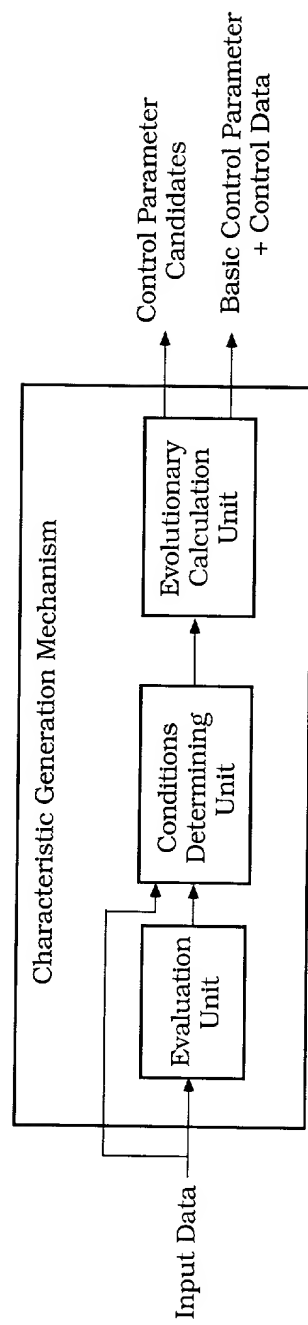 Characteristic Generation Mechanism
Input Data
Evaluation
Unit
Conditions
Determining
Unit
Evolutionary
Calculation
Unit
Control Parameter
Candidates
Basic Control Parameter
+ Control Data